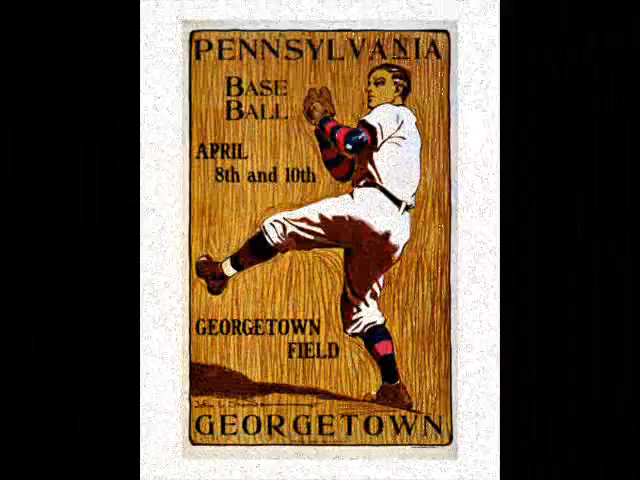 PENNSYLVANIA
BASE
BALL
APRIL
8th and 10th
GEORGETOWN
FIELD
GEORGETOWN